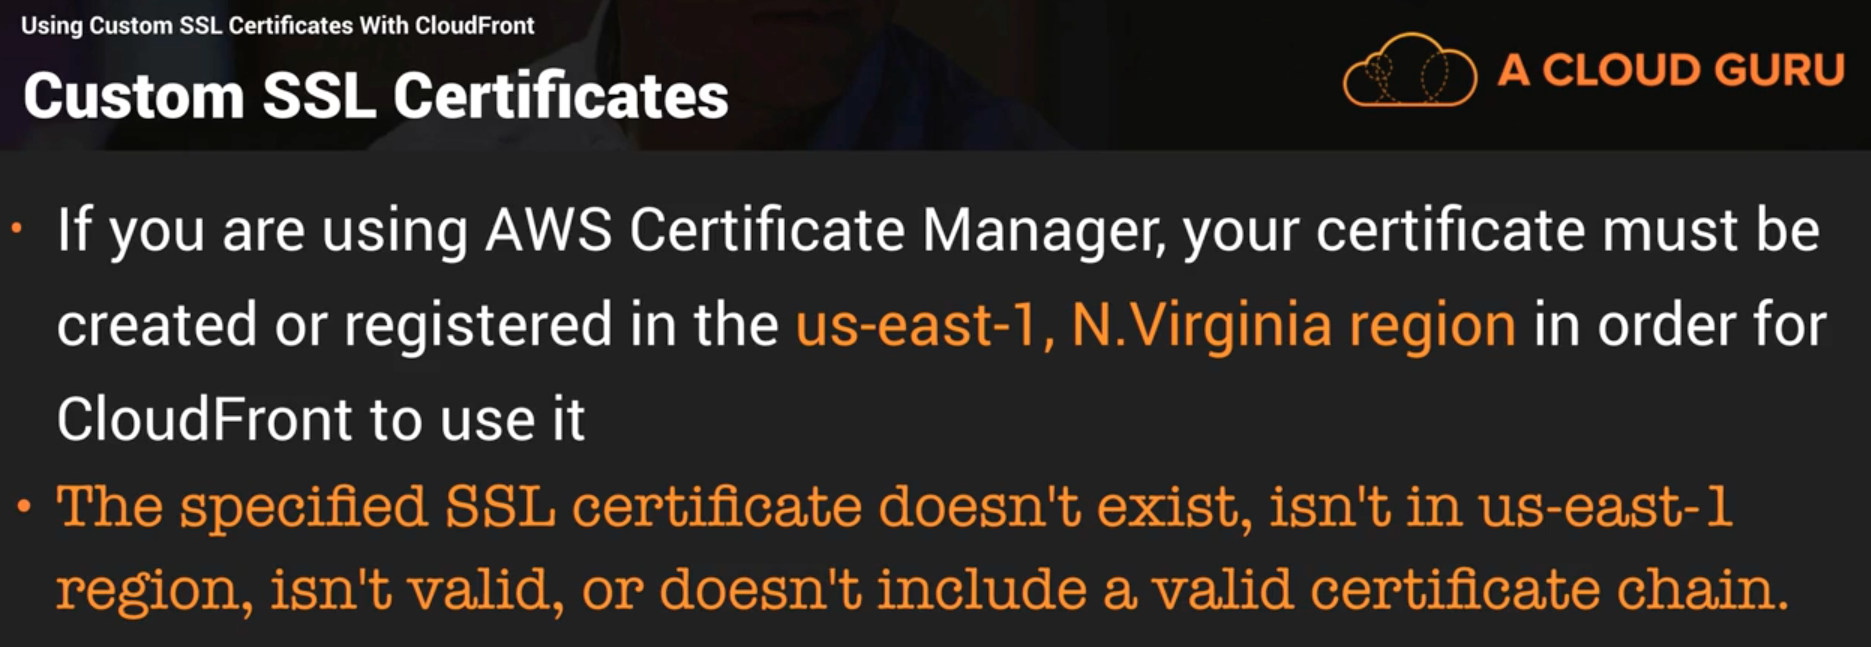 Using Custom SSL Certificates With CloudFront
Custom SSL Certificates
A CLOUD GURU
• If you are using AWS Certificate Manager, your certificate must be
created or registered in the us-east-1, N.Virginia region in order for
CloudFront to use it
• The specified SSL certificate doesn't exist, isn't in us-east-1
region, isn't valid, or doesn't include a valid certificate chain.